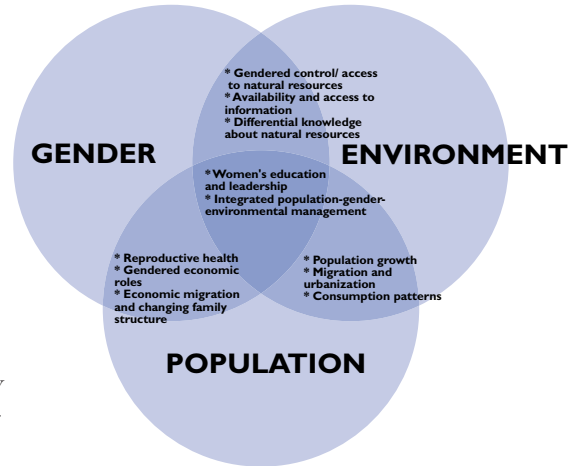 * Gendered control/ access
to natural resources
* Availability and access to
information
* Differential knowledge
about natural resources
GENDER
ENVIRONMENT
* Women's education
and leadership
* Integrated population-gender-
environmental management
* Reproductive health
* Gendered economic
roles
* Economic migration
and changing family
structure
* Population growth
* Migration and
urbanization
* Consumption patterns
POPULATION